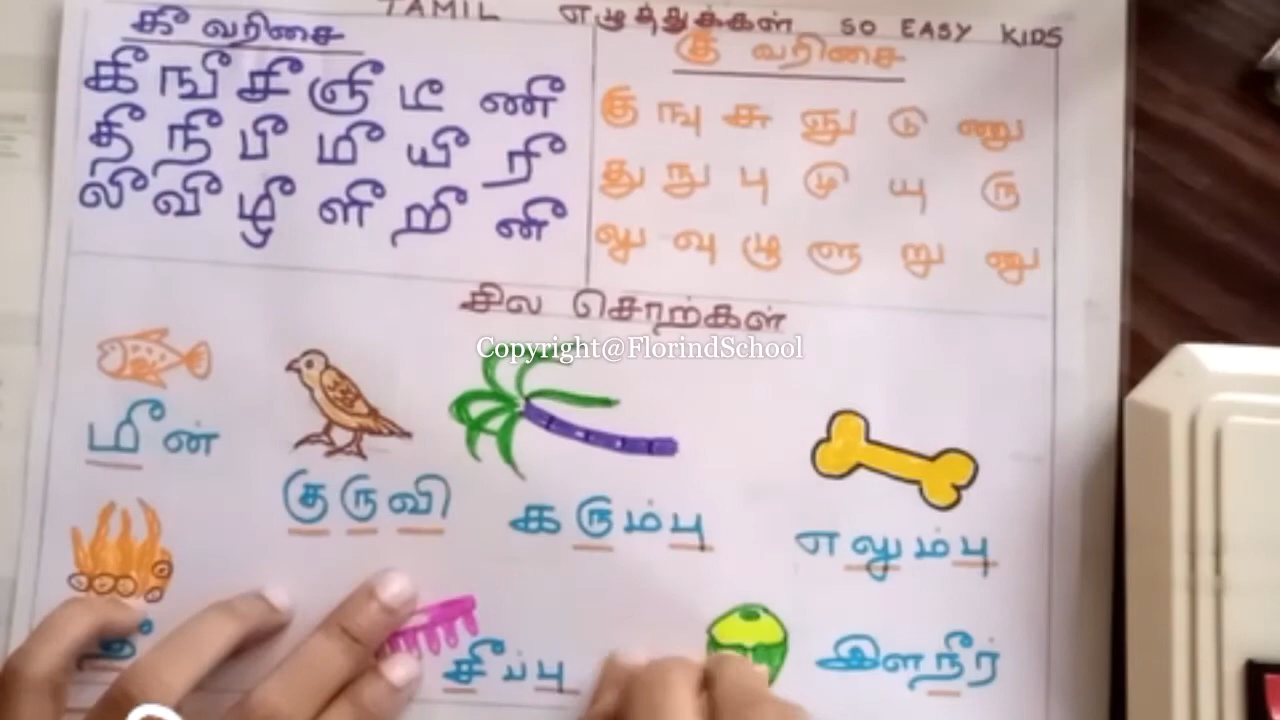 TAMIL எழுத்துக்கள் SO EASY KIDS
கீ வரிசை
கீ ஙீ சீ ஞீ டீ ணீ
தீ நீ பீ மீ யீ ரீ
லீ வீ ழீ ளீ றீ னீ
கு வரிசை
கு ஙு சு ஞு டு ணு
து நு பு மு யு ரு
லு வு ழு ளு று னு
சில சொற்கள்
Copyright@FlorindSchool
மீன்
குருவி
கரும்பு
எலும்பு
சீப்பு
இளநீர்